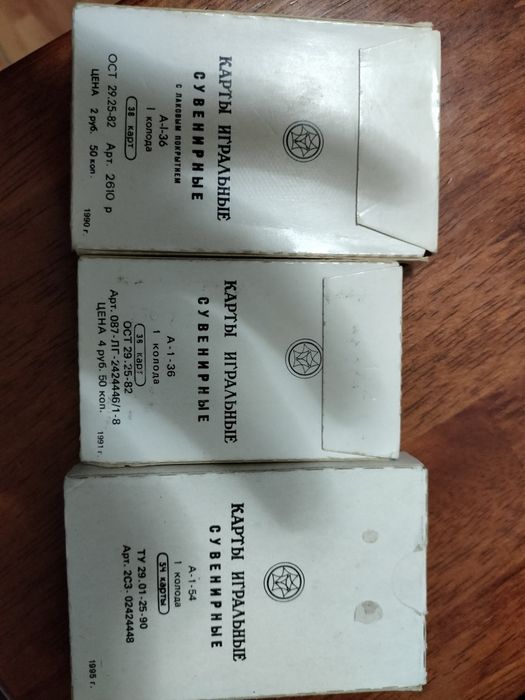 КАРТЫ ИГРАЛЬНЫЕ
СУВЕНИРНЫЕ
С ЛАКОВЫМ ПОКРЫТИЕМ
А-I-36
1 колода
38 карт
ОСТ 29.25-82 Арт. 2610 р
ЦЕНА 2 руб. 50 коп.
1990 г.
КАРТЫ ИГРАЛЬНЫЕ
СУВЕНИРНЫЕ
А-1-36
1 колода
38 карт
ОСТ 29.25-82
Арт. 087-ЛГ-2424446/1-8
ЦЕНА 4 руб. 50 коп.
1991 г.
КАРТЫ ИГРАЛЬНЫЕ
СУВЕНИРНЫЕ
А-1-54
1 колода
54 карты
ТУ 29.01-25-90
Арт. 2СЗ-02424448
1995 г.